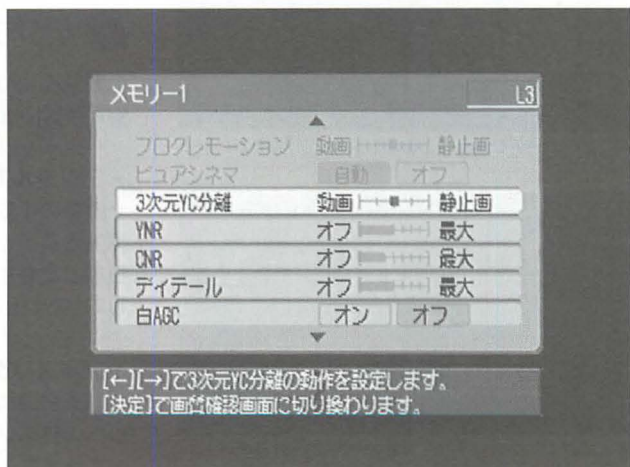 メモリー1 L3
プログレモーション 動画 静止画
ピュアシネマ 自動 オフ
3次元YC分離 動画 静止画
YNR オフ 最大
CNR オフ 最大
ディテール オフ 最大
白AGC オン オフ
[←][→]で3次元YC分離の動作を設定します。
[決定]で画質確認画面に切り換わります。